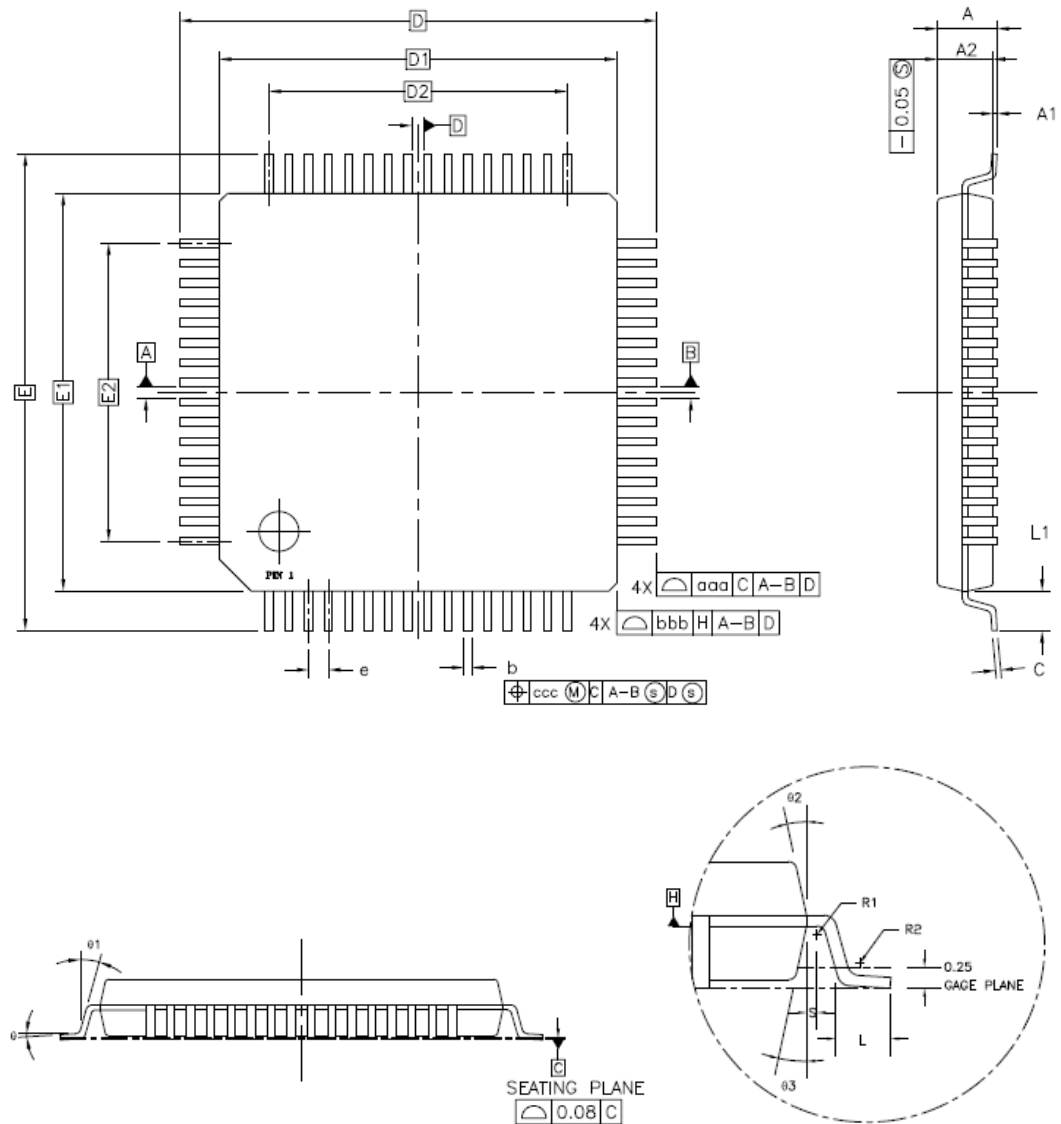 D
A
D1
A2
D2
— 0.05 Ⓢ
D
A1
E
E1
E2
A
B
L1
PIN 1
4X ⌓ aaa C A–B D
4X ⌓ bbb H A–B D
e
b
C
⌖ ccc Ⓜ C A–B ⓢ D ⓢ
θ2
H
R1
R2
θ1
0.25
GAGE PLANE
θ
S
L
C
θ3
SEATING PLANE
⌓ 0.08 C